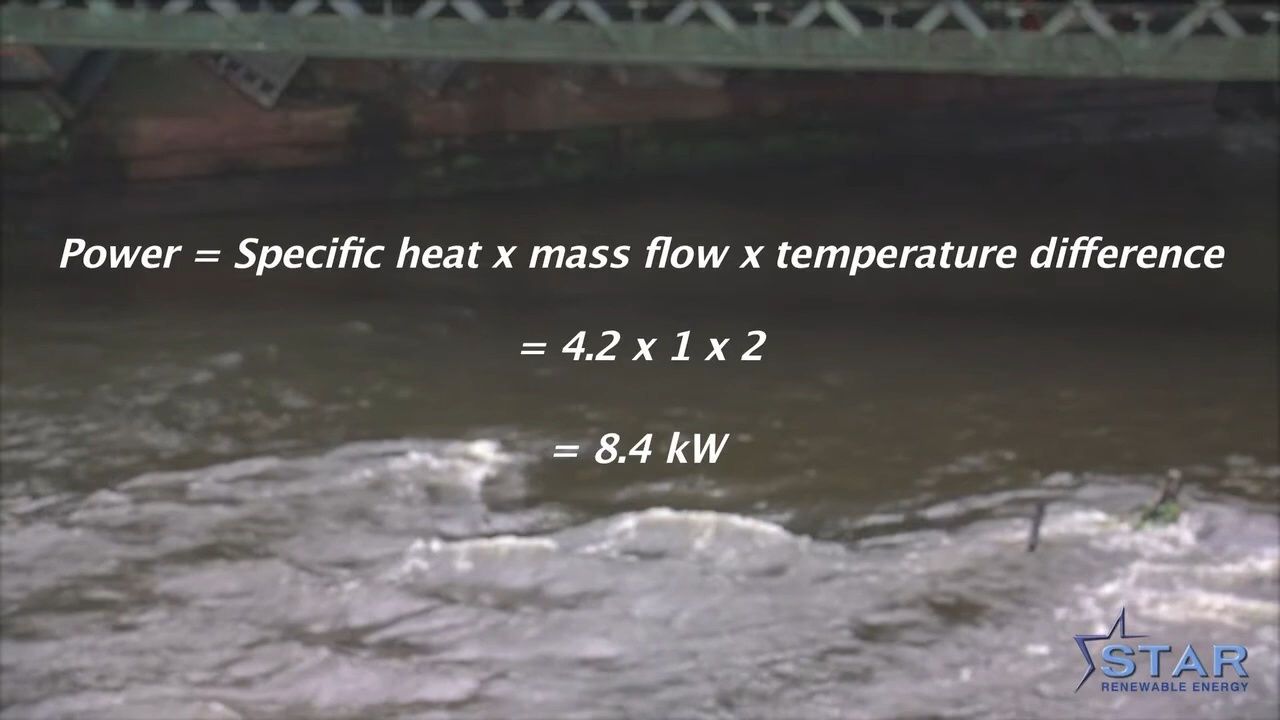 Power = Specific heat x mass flow x temperature difference
= 4.2 x 1 x 2
= 8.4 kW
STAR
RENEWABLE ENERGY